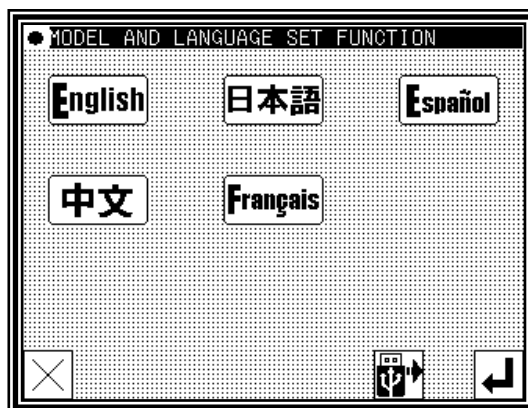 MODEL AND LANGUAGE SET FUNCTION
English 日本語 Español
中文 Français